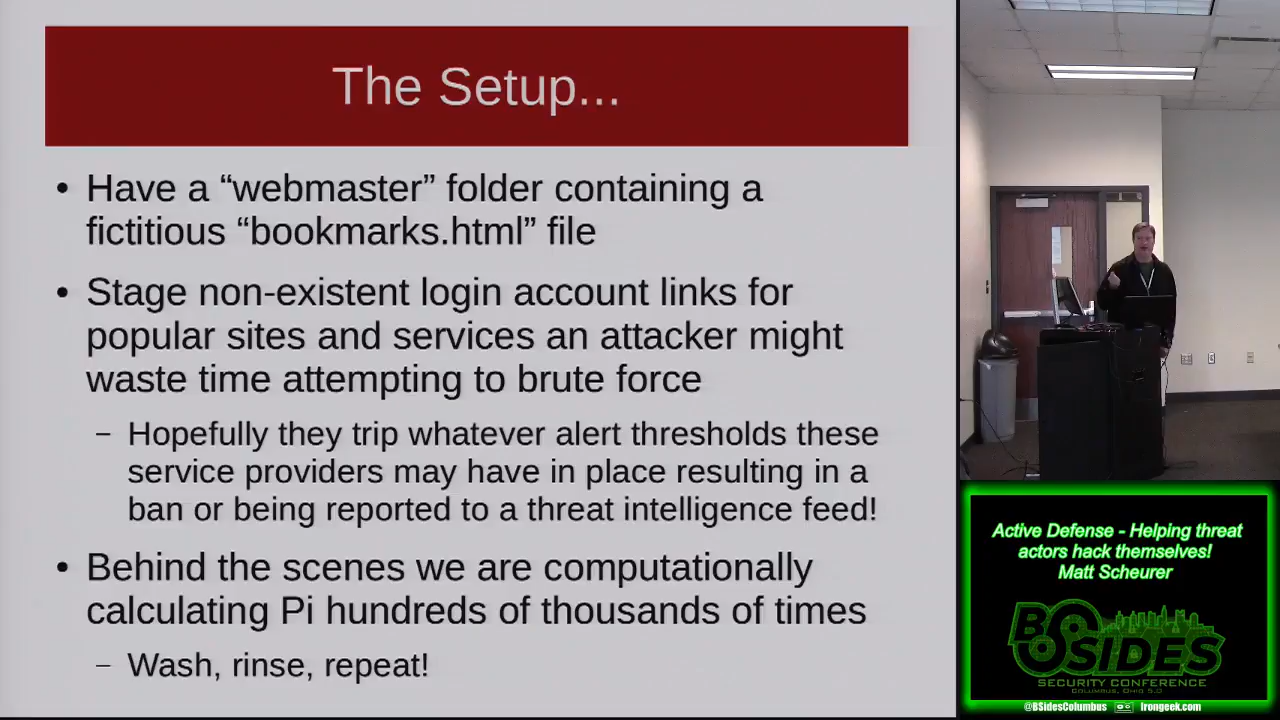 The Setup...
• Have a “webmaster” folder containing a
fictitious “bookmarks.html” file
• Stage non-existent login account links for
popular sites and services an attacker might
waste time attempting to brute force
– Hopefully they trip whatever alert thresholds these
service providers may have in place resulting in a
ban or being reported to a threat intelligence feed!
• Behind the scenes we are computationally
calculating Pi hundreds of thousands of times
– Wash, rinse, repeat!
Active Defense - Helping threat
actors hack themselves!
Matt Scheurer
BSIDES
SECURITY CONFERENCE
COLUMBUS, OHIO 5.0
@BSidesColumbus Irongeek.com